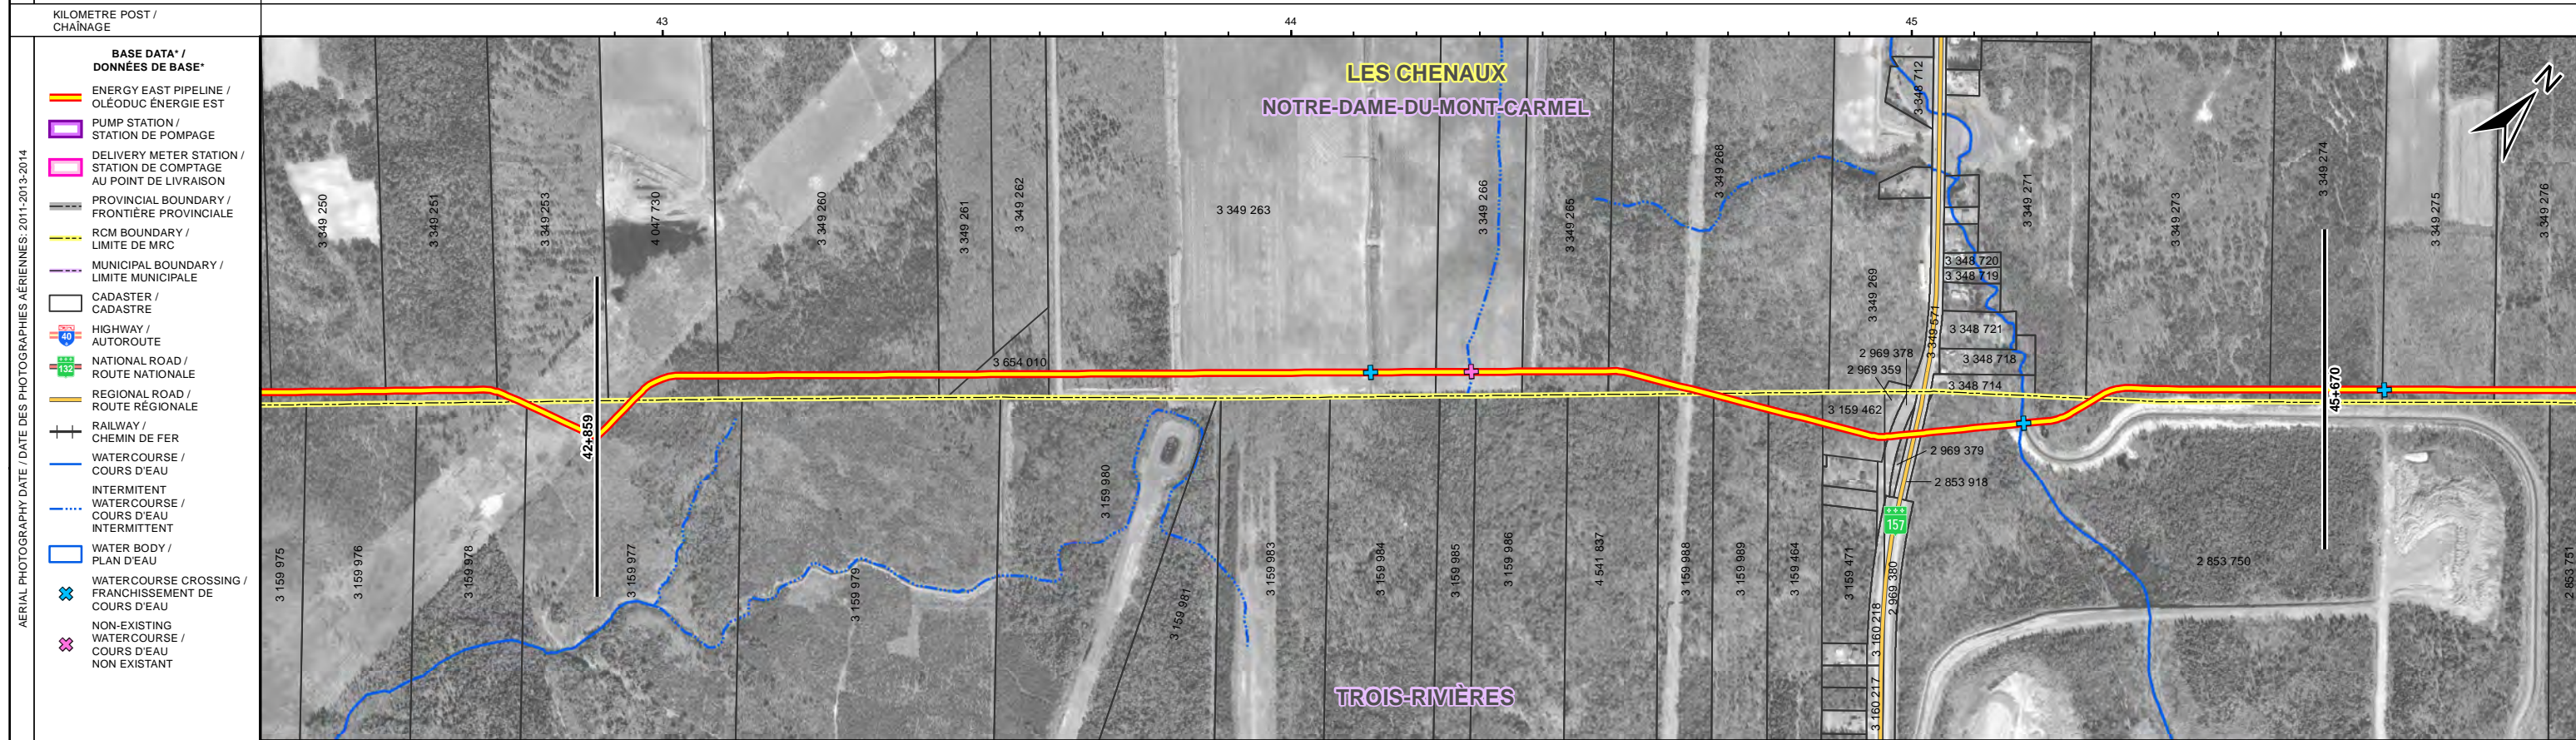 KILOMETRE POST /
CHAÎNAGE
43
44
45
AERIAL PHOTOGRAPHY DATE / DATE DES PHOTOGRAPHIES AÉRIENNES: 2011-2013-2014
BASE DATA* /
DONNÉES DE BASE*
ENERGY EAST PIPELINE /
OLÉODUC ÉNERGIE EST
PUMP STATION /
STATION DE POMPAGE
DELIVERY METER STATION /
STATION DE COMPTAGE
AU POINT DE LIVRAISON
PROVINCIAL BOUNDARY /
FRONTIÈRE PROVINCIALE
RCM BOUNDARY /
LIMITE DE MRC
MUNICIPAL BOUNDARY /
LIMITE MUNICIPALE
CADASTER /
CADASTRE
40
HIGHWAY /
AUTOROUTE
132
NATIONAL ROAD /
ROUTE NATIONALE
REGIONAL ROAD /
ROUTE RÉGIONALE
RAILWAY /
CHEMIN DE FER
WATERCOURSE /
COURS D'EAU
INTERMITENT
WATERCOURSE /
COURS D'EAU
INTERMITTENT
WATER BODY /
PLAN D'EAU
WATERCOURSE CROSSING /
FRANCHISSEMENT DE
COURS D'EAU
NON-EXISTING
WATERCOURSE /
COURS D'EAU
NON EXISTANT
LES CHENAUX
NOTRE-DAME-DU-MONT-CARMEL
N
3 349 250
3 349 251
3 349 253
4 047 730
3 349 260
3 349 261
3 349 262
3 349 263
3 349 266
3 349 265
3 349 268
3 349 269
3 348 712
3 349 571
3 348 720
3 348 719
3 348 721
3 348 718
3 348 714
3 349 271
3 349 273
3 349 274
3 349 275
3 349 276
3 654 010
2 969 378
2 969 359
3 159 462
2 969 379
2 853 918
42+859
45+670
157
3 159 975
3 159 976
3 159 978
3 159 977
3 159 979
3 159 980
3 159 981
3 159 983
3 159 984
3 159 985
3 159 986
4 541 837
3 159 988
3 159 989
3 159 464
3 159 471
2 969 380
3 160 218
3 160 217
2 853 750
2 853 751
TROIS-RIVIÈRES